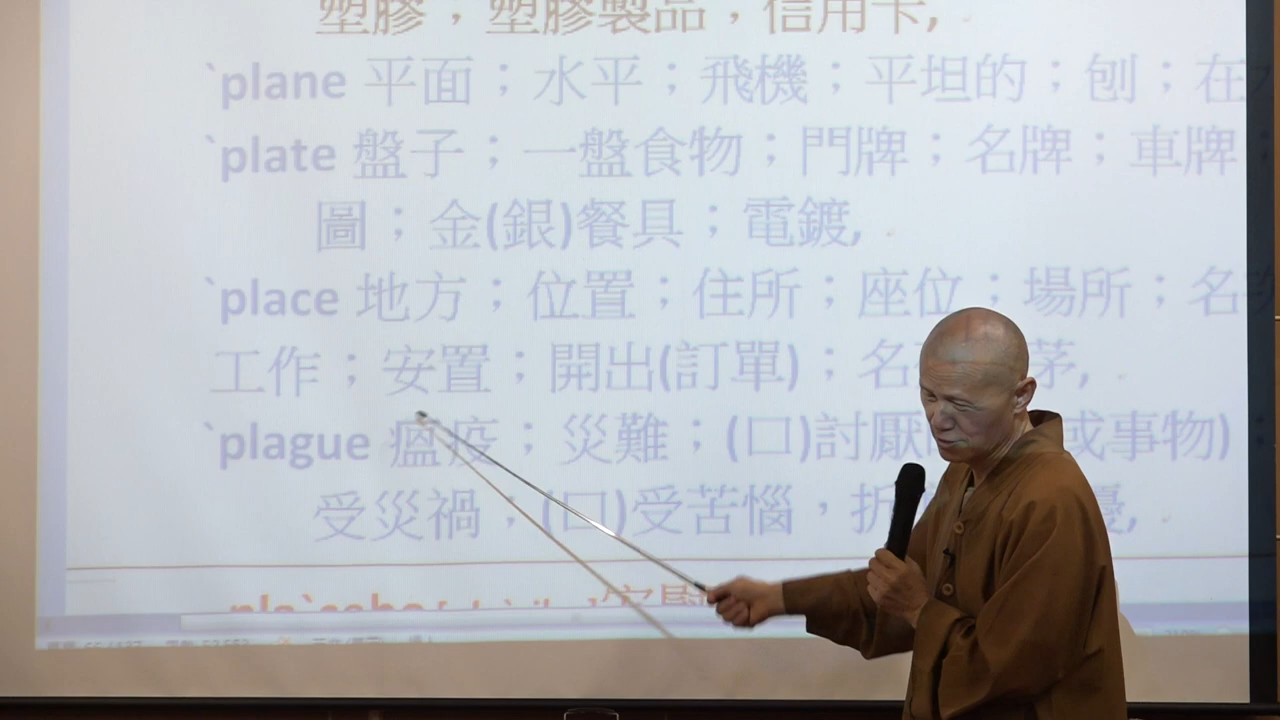 塑膠，塑膠製品，信用卡,
`plane 平面；水平；飛機；平坦的；刨；在
`plate 盤子；一盤食物；門牌；名牌；車牌；
圖；金(銀)餐具；電鍍,
`place 地方；位置；住所；座位；場所；名
工作；安置；開出(訂單)；名 茅,
`plague 瘟疫；災難；(口)討厭 或事物)；
受災禍，(口)受苦惱，折 擾,